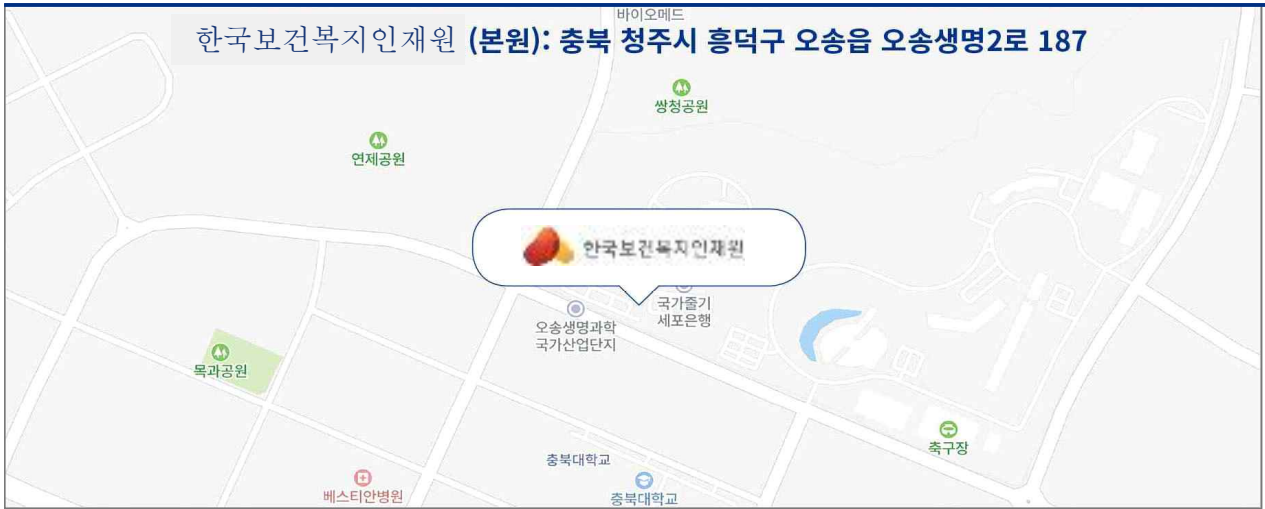 바이오메드
한국보건복지인재원 (본원): 충북 청주시 흥덕구 오송읍 오송생명2로 187
쌍청공원
연제공원
한국보건복지인재원
국가줄기
세포은행
오송생명과학
국가산업단지
목과공원
축구장
충북대학교
베스티안병원
충북대학교